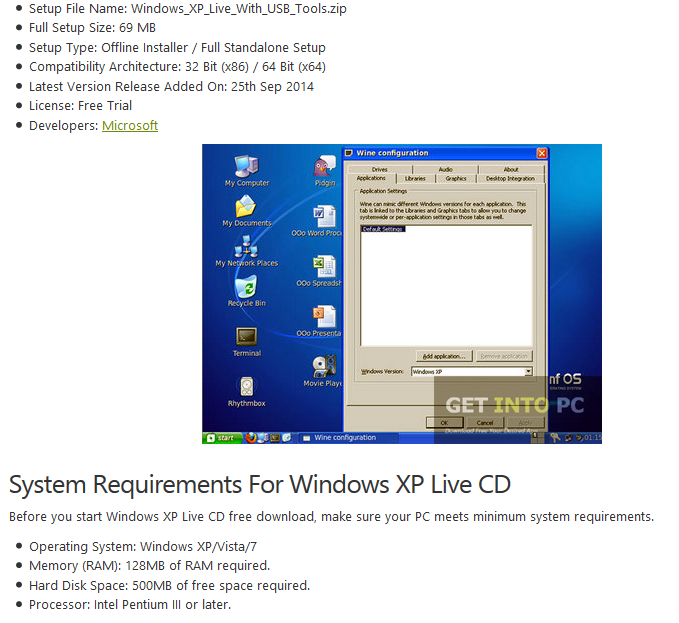 Setup File Name: Windows_XP_Live_With_USB_Tools.zip
Full Setup Size: 69 MB
Setup Type: Offline Installer / Full Standalone Setup
Compatibility Architecture: 32 Bit (x86) / 64 Bit (x64)
Latest Version Release Added On: 25th Sep 2014
License: Free Trial
Developers: Microsoft
My Computer
My Documents
My Network Places
Recycle Bin
Terminal
Rhythmbox
Pidgin
OOo Word Proc
OOo Spreadsh
OOo Presenta
Movie Playe
Wine configuration
Drives Audio About
Applications Libraries Graphics Desktop Integration
Application Settings
Wine can mimic different Windows versions for each application. This
tab is linked to the Libraries and Graphics tabs to allow you to change
systemwide or per-application settings in those tabs as well.
Default Settings
Add application... Remove application
Windows Version: Windows XP
OK Cancel Apply
nf OS
GET INTO PC
start Wine configuration 01:15
System Requirements For Windows XP Live CD
Before you start Windows XP Live CD free download, make sure your PC meets minimum system requirements.
Operating System: Windows XP/Vista/7
Memory (RAM): 128MB of RAM required.
Hard Disk Space: 500MB of free space required.
Processor: Intel Pentium III or later.